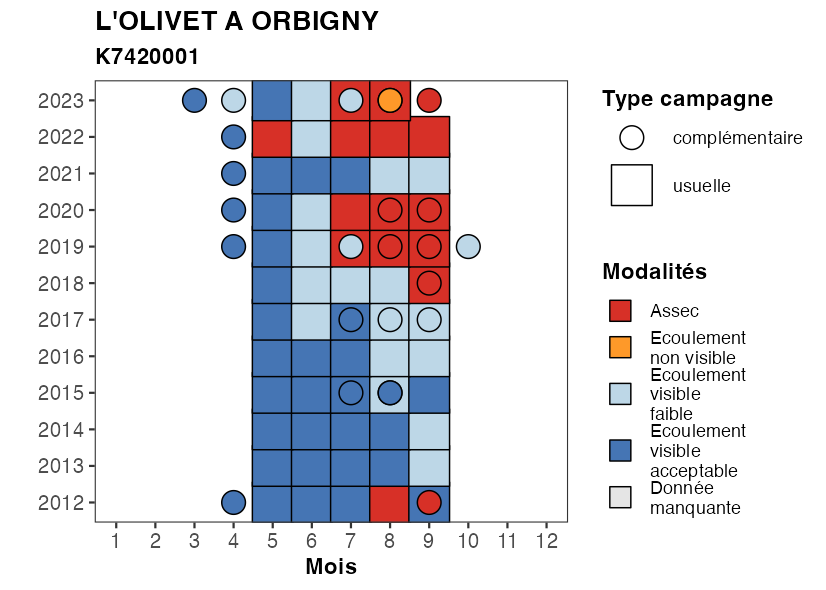 L'OLIVET A ORBIGNY
K7420001
2023
2022
2021
2020
2019
2018
2017
2016
2015
2014
2013
2012
1 2 3 4 5 6 7 8 9 10 11 12
Mois
Type campagne
complémentaire
usuelle
Modalités
Assec
Ecoulement
non visible
Ecoulement
visible
faible
Ecoulement
visible
acceptable
Donnée
manquante